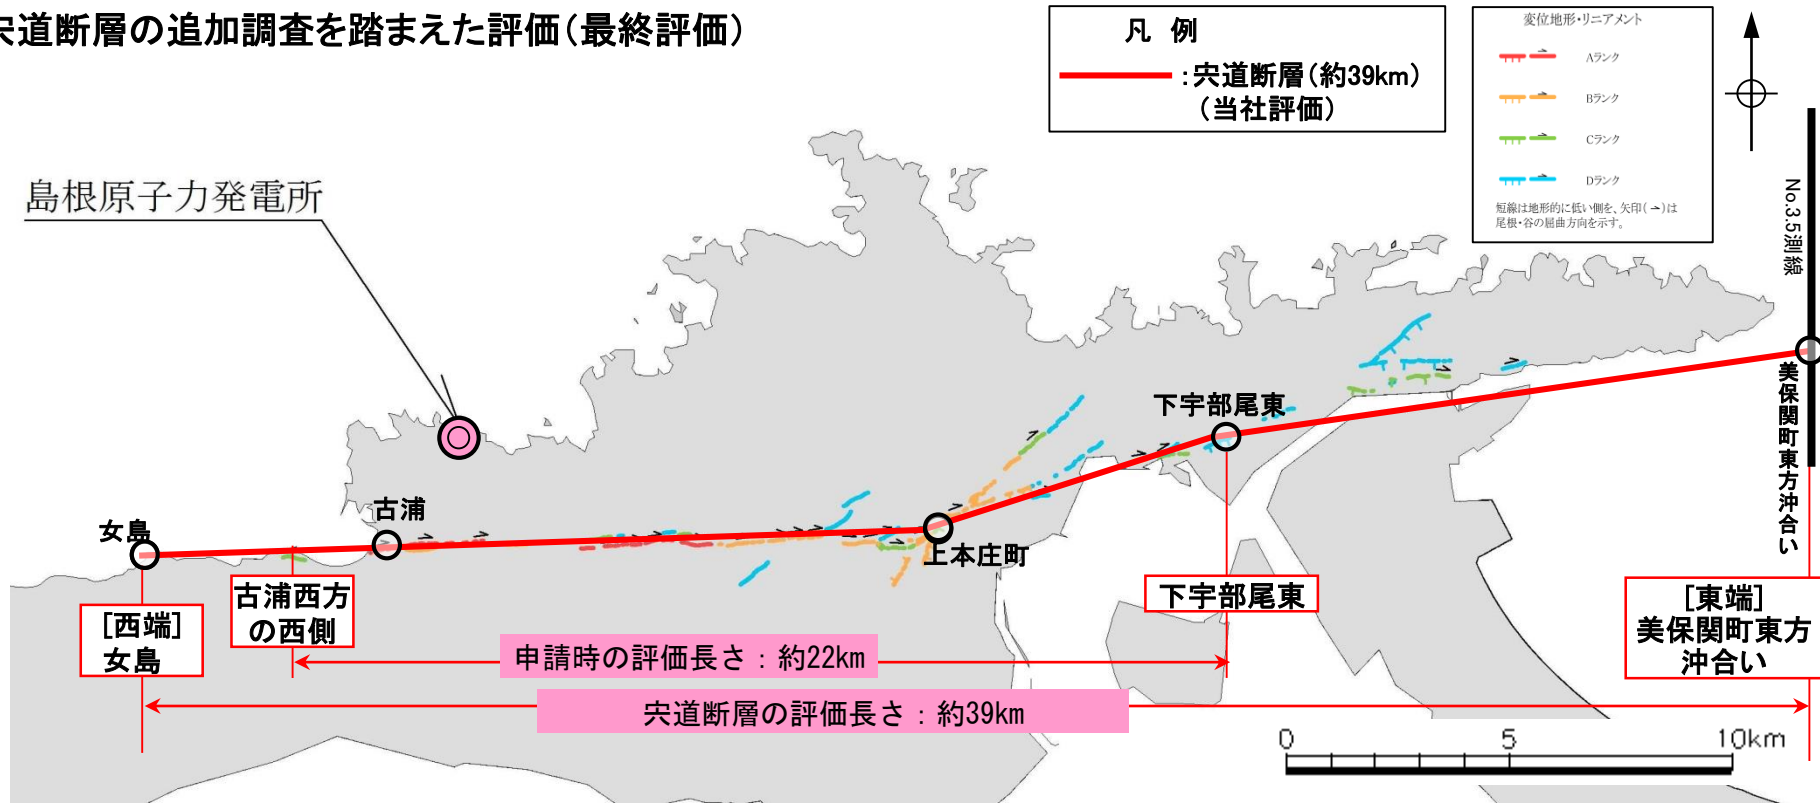 宍道断層の追加調査を踏まえた評価(最終評価)
凡 例
:宍道断層(約39km)
(当社評価)
変位地形・リニアメント
Aランク
Bランク
Cランク
Dランク
短線は地形的に低い側を、矢印(→)は
尾根・谷の屈曲方向を示す。
島根原子力発電所
No.3.5測線
美保関町東方沖合い
下宇部尾東
古浦
女島
上本庄町
[西端]
女島
古浦西方
の西側
下宇部尾東
[東端]
美保関町東方
沖合い
申請時の評価長さ:約22km
宍道断層の評価長さ:約39km
0 5 10km